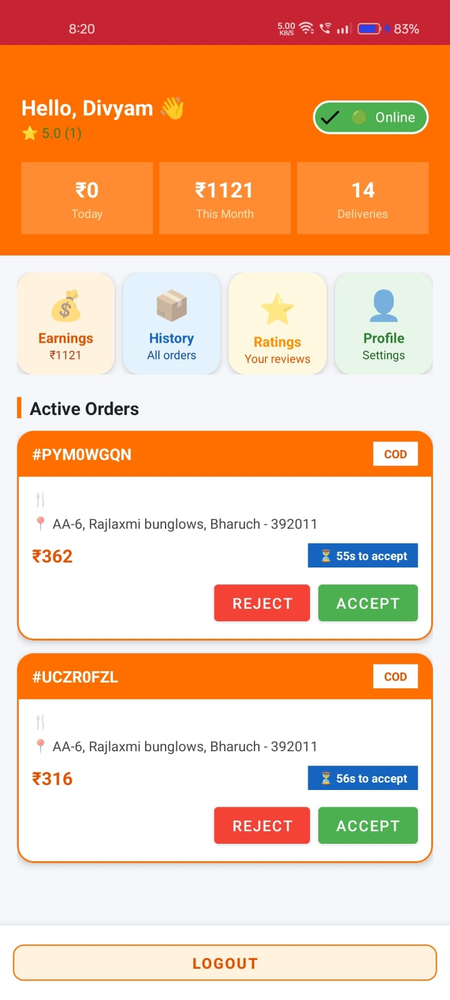 8:20 5.00 KB/S 83%
Hello, Divyam 👋
⭐ 5.0 (1)
Online
₹0 ₹1121 14
Today This Month Deliveries
Earnings History Ratings Profile
₹1121 All orders Your reviews Settings
Active Orders
#PYM0WGQN COD
AA-6, Rajlaxmi bunglows, Bharuch - 392011
₹362 ⏳ 55s to accept
REJECT ACCEPT
#UCZR0FZL COD
AA-6, Rajlaxmi bunglows, Bharuch - 392011
₹316 ⏳ 56s to accept
REJECT ACCEPT
LOGOUT